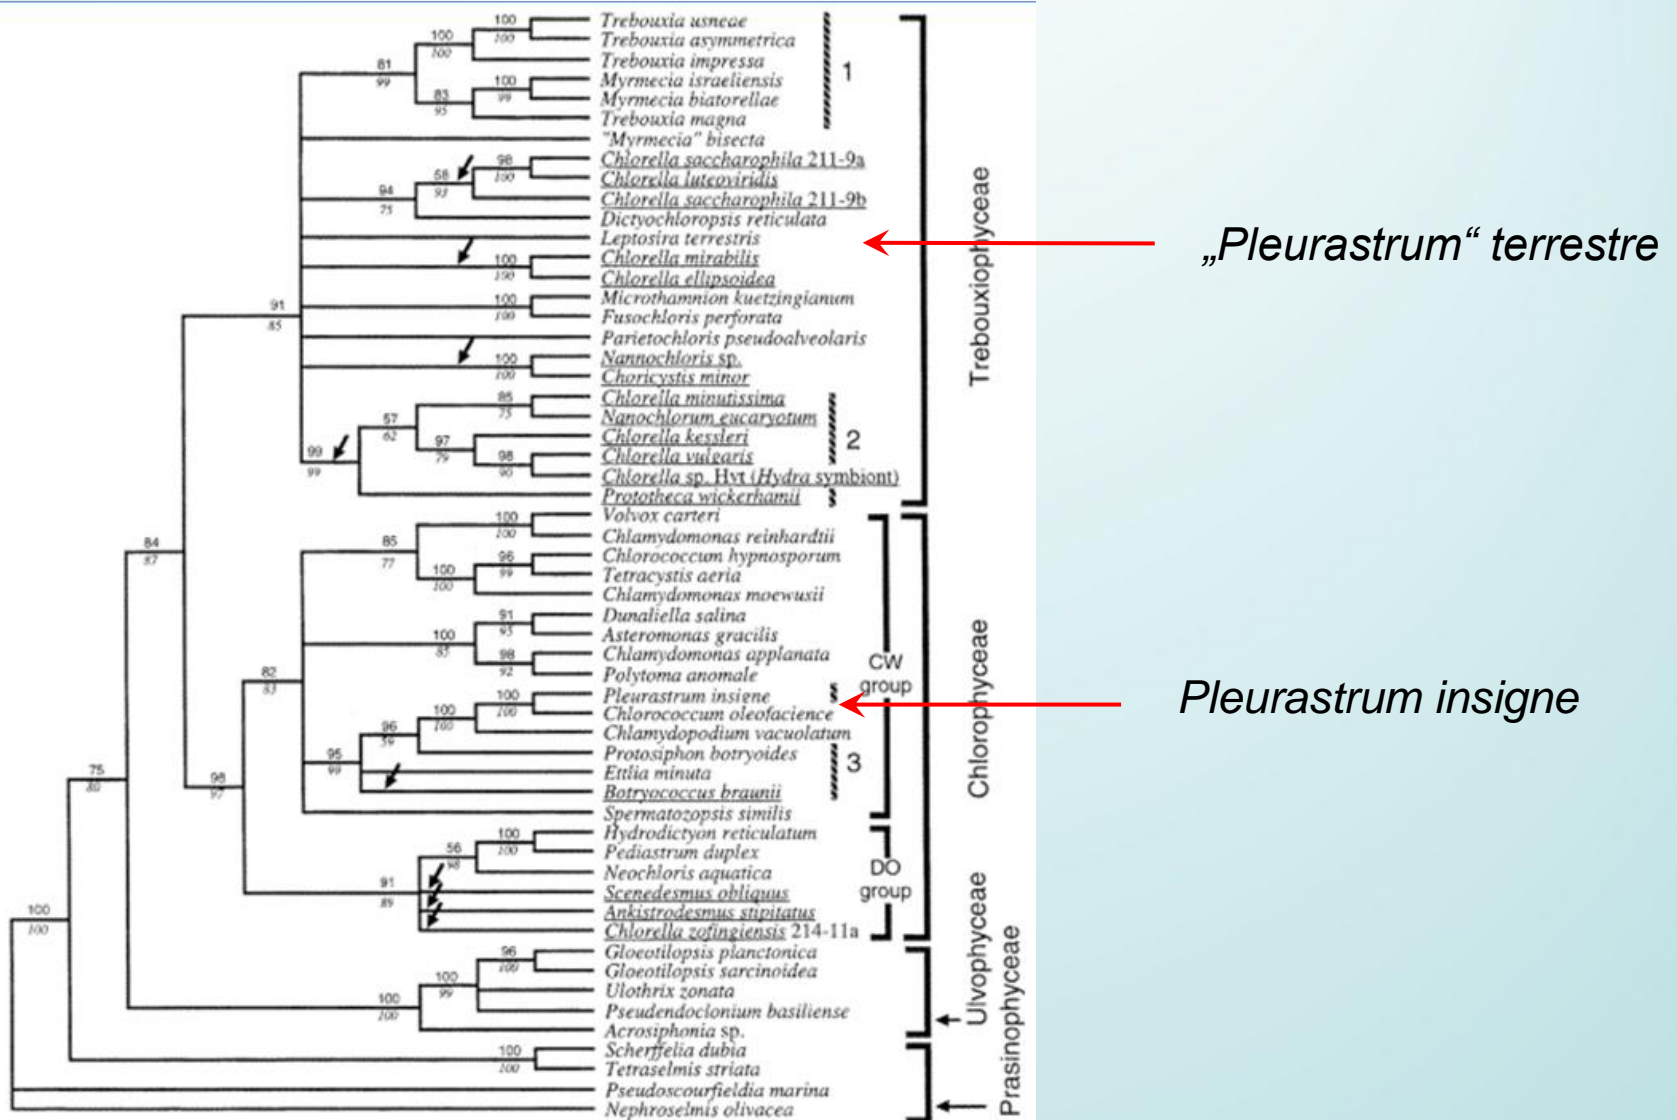 100
100
Trebouxia usneae
Trebouxia asymmetrica
100
100
Trebouxia impressa
81
99
100
99
Myrmecia israeliensis
Myrmecia biatorellae
83
95
Trebouxia magna
1
"Myrmecia" bisecta
98
100
Chlorella saccharophila 211-9a
Chlorella luteoviridis
58
93
Chlorella saccharophila 211-9b
94
75
Dictyochloropsis reticulata
Leptosira terrestris
„Pleurastrum“ terrestre
100
100
Chlorella mirabilis
Chlorella ellipsoidea
100
100
Microthamnion kuetzingianum
Fusochloris perforata
91
85
Parietochloris pseudoalveolaris
100
100
Nannochloris sp.
Choricystis minor
85
75
Chlorella minutissima
Nanochlorum eucaryotum
57
62
Chlorella kessleri
97
79
Chlorella vulgaris
98
90
Chlorella sp. Hvt (Hydra symbiont)
99
99
Prototheca wickerhamii
2
Trebouxiophyceae
100
100
Volvox carteri
Chlamydomonas reinhardtii
85
77
96
99
Chlorococcum hypnosporum
Tetracystis aeria
100
100
Chlamydomonas moewusii
84
87
91
95
Dunaliella salina
Asteromonas gracilis
100
85
98
92
Chlamydomonas applanata
Polytoma anomale
82
83
100
100
Pleurastrum insigne
Chlorococcum oleofacience
100
100
Chlamydopodium vacuolatum
96
59
Protosiphon botryoides
95
99
Ettlia minuta
Botryococcus braunii
3
Spermatozopsis similis
CW
group
Pleurastrum insigne
98
97
75
80
100
100
Hydrodictyon reticulatum
Pediastrum duplex
56
98
Neochloris aquatica
91
89
Scenedesmus obliquus
Ankistrodesmus stipitatus
Chlorella zofingiensis 214-11a
DO
group
Chlorophyceae
96
100
Gloeotilopsis planctonica
Gloeotilopsis sarcinoidea
100
99
Ulothrix zonata
Pseudendoclonium basiliense
100
100
Acrosiphonia sp.
Ulvophyceae
100
100
100
100
Scherffelia dubia
Tetraselmis striata
Pseudoscourfieldia marina
Nephroselmis olivacea
Prasinophyceae